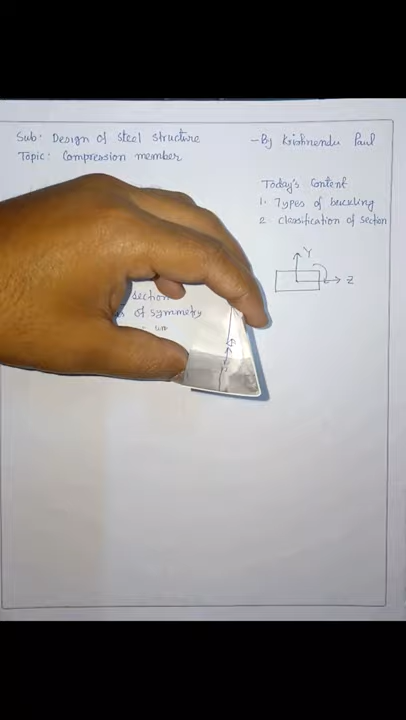 Sub: Design of steel structure
-By Krishnendu Paul
Topic: Compression member
Today's Content
1. Types of buckling
2. Classification of section
Y
Z
section
of symmetry